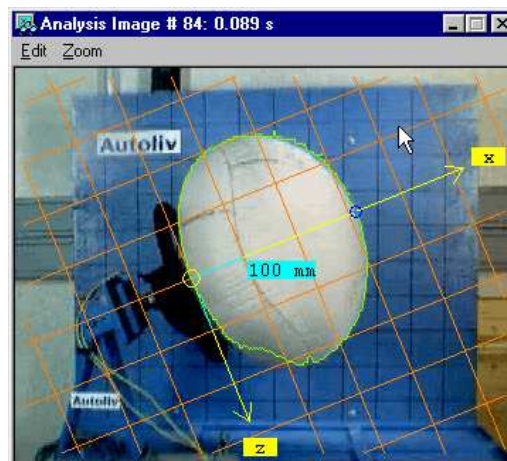 Analysis Image # 84: 0.089 s
Edit Zoom
Autoliv
x
100 mm
Autoliv
z